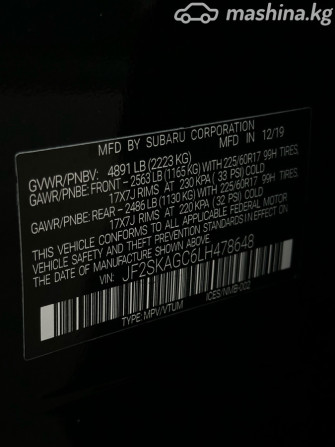 mashina.kg
MFD BY SUBARU CORPORATION 12/19
GVWR/PNBV: 4891 LB (2223 KG)
GAWR/PNBE: FRONT - 2563 LB (1165 KG) WITH 225/60R17 99H TIRES.
17X7J RIMS AT 230 KPA (33 PSI) COLD
GAWR/PNBE: REAR - 2486 LB (1130 KG) WITH 225/60R17 99H TIRES.
17X7J RIMS AT 220 KPA (32 PSI) COLD
THIS VEHICLE CONFORMS TO ALL APPLICABLE FEDERAL MOTOR
VEHICLE SAFETY, BUMPER, AND THEFT PREVENTION STANDARDS
IN EFFECT ON THE DATE OF MANUFACTURE SHOWN ABOVE.
VIN: JF2SKAGC6LH478648
TYPE: MPV/VTUM ICES/NMB-002